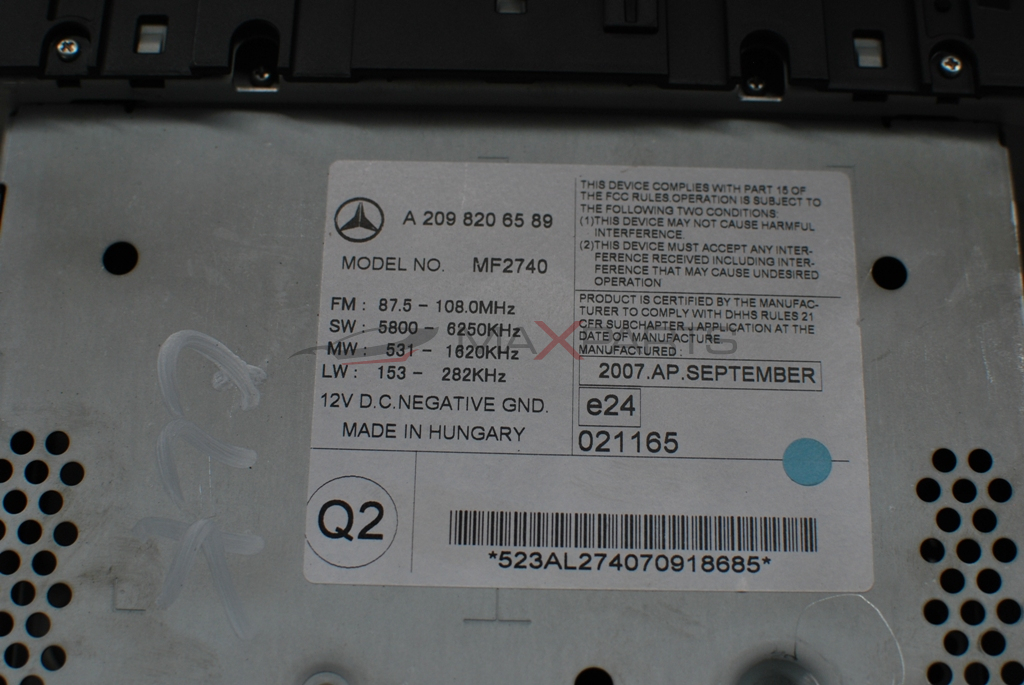 A 209 820 65 89
MODEL NO. MF2740
FM : 87.5 - 108.0MHz
SW : 5800 - 6250KHz
MW : 531 - 1620KHz
LW : 153 - 282KHz
12V D.C.NEGATIVE GND.
MADE IN HUNGARY
THIS DEVICE COMPLIES WITH PART 15 OF
THE FCC RULES.OPERATION IS SUBJECT TO
THE FOLLOWING TWO CONDITIONS:
(1)THIS DEVICE MAY NOT CAUSE HARMFUL
INTERFERENCE.
(2)THIS DEVICE MUST ACCEPT ANY INTER-
FERENCE RECEIVED INCLUDING INTER-
FERENCE THAT MAY CAUSE UNDESIRED
OPERATION
PRODUCT IS CERTIFIED BY THE MANUFAC-
TURER TO COMPLY WITH DHHS RULES 21
CFR SUBCHAPTER J APPLICATION AT THE
DATE OF MANUFACTURE
MANUFACTURED :
2007.AP.SEPTEMBER
e24
021165
Q2
*523AL274070918685*
MAX PARTS